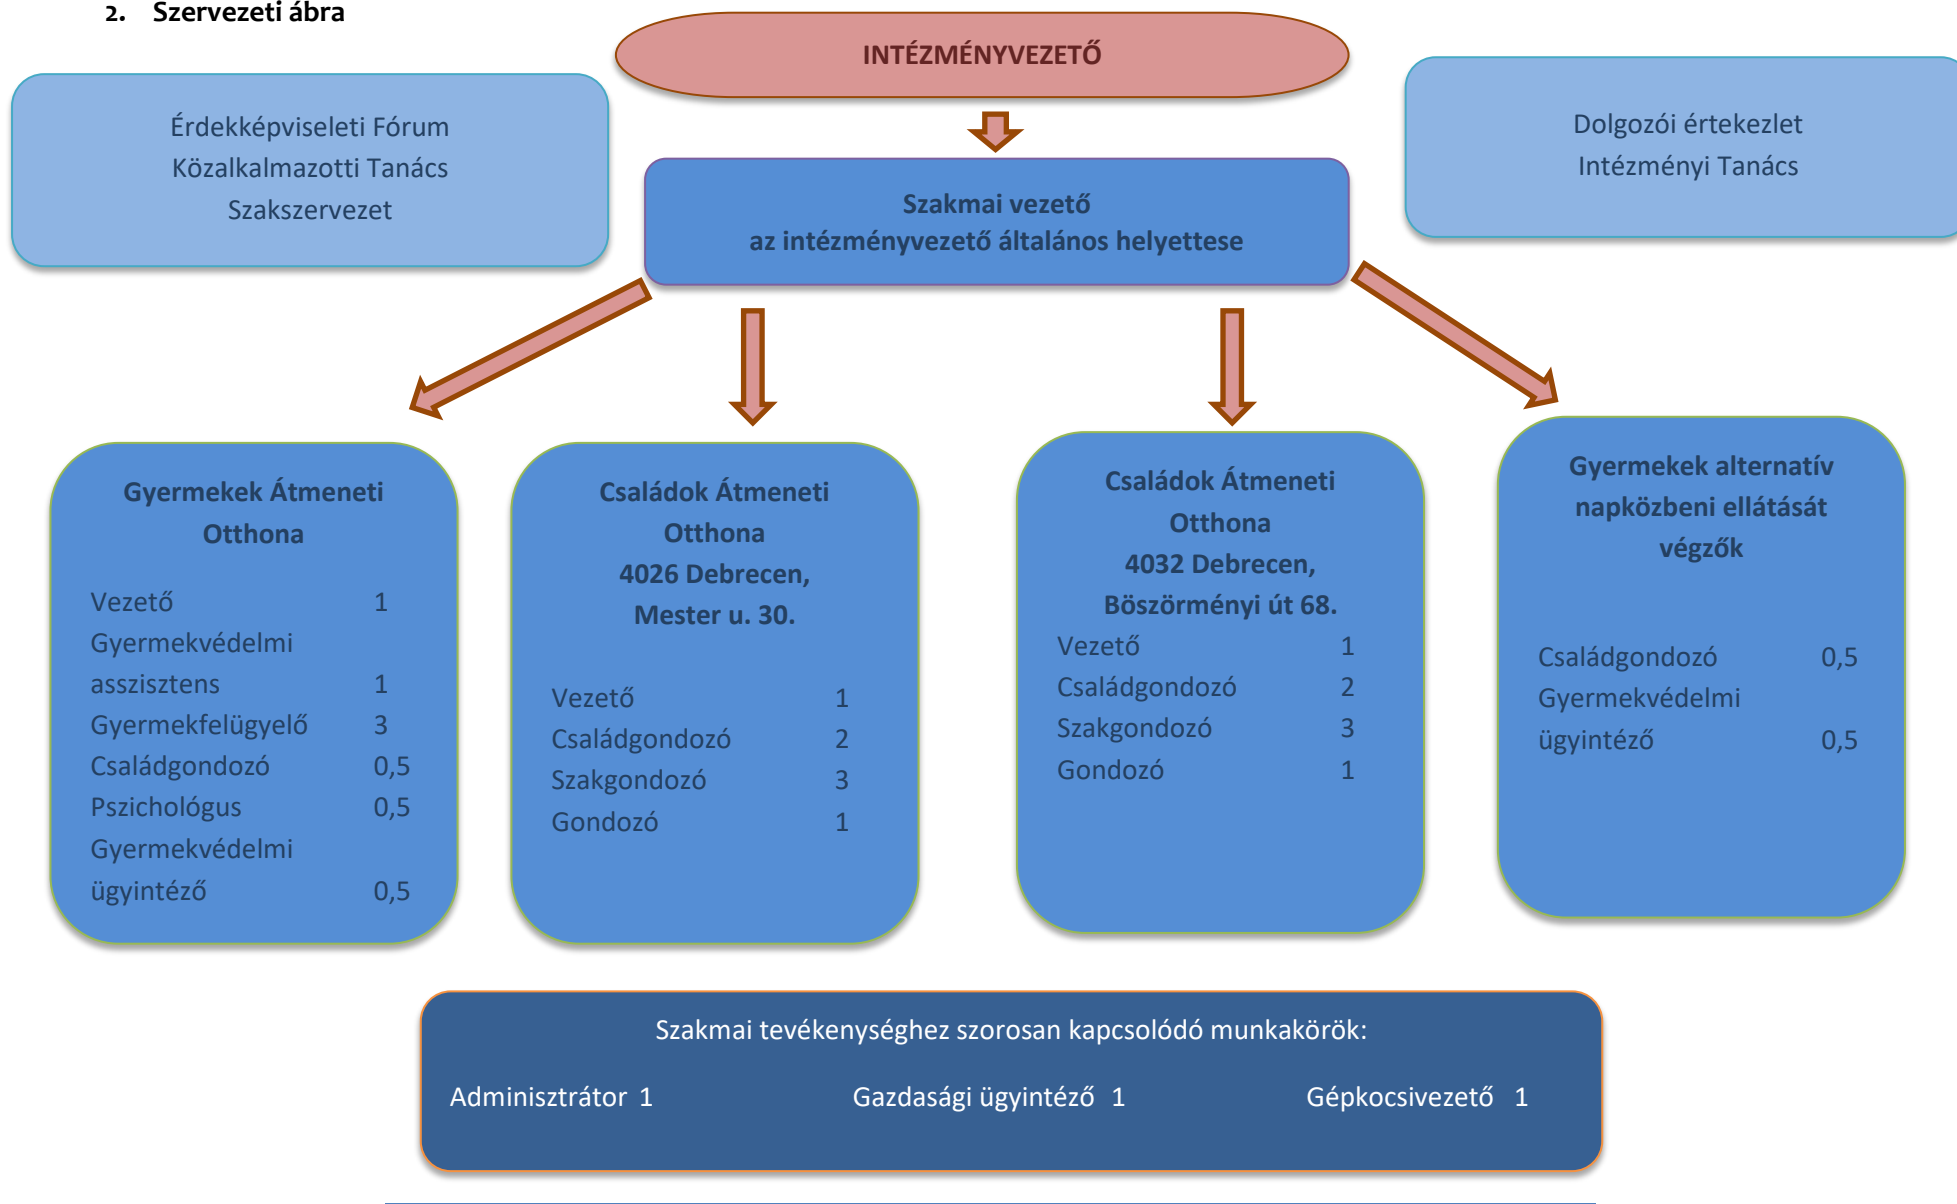 2. Szervezeti ábra
INTÉZMÉNYVEZETŐ
Érdekképviseleti Fórum
Közalkalmazotti Tanács
Szakszervezet
Dolgozói értekezlet
Intézményi Tanács
Szakmai vezető
az intézményvezető általános helyettese
Gyermekek Átmeneti
Otthona
Vezető 1
Gyermekvédelmi
asszisztens 1
Gyermekfelügyelő 3
Családgondozó 0,5
Pszichológus 0,5
Gyermekvédelmi
ügyintéző 0,5
Családok Átmeneti
Otthona
4026 Debrecen,
Mester u. 30.
Vezető 1
Családgondozó 2
Szakgondozó 3
Gondozó 1
Családok Átmeneti
Otthona
4032 Debrecen,
Böszörményi út 68.
Vezető 1
Családgondozó 2
Szakgondozó 3
Gondozó 1
Gyermekek alternatív
napközbeni ellátását
végzők
Családgondozó 0,5
Gyermekvédelmi
ügyintéző 0,5
Szakmai tevékenységhez szorosan kapcsolódó munkakörök:
Adminisztrátor 1 Gazdasági ügyintéző 1 Gépkocsivezető 1